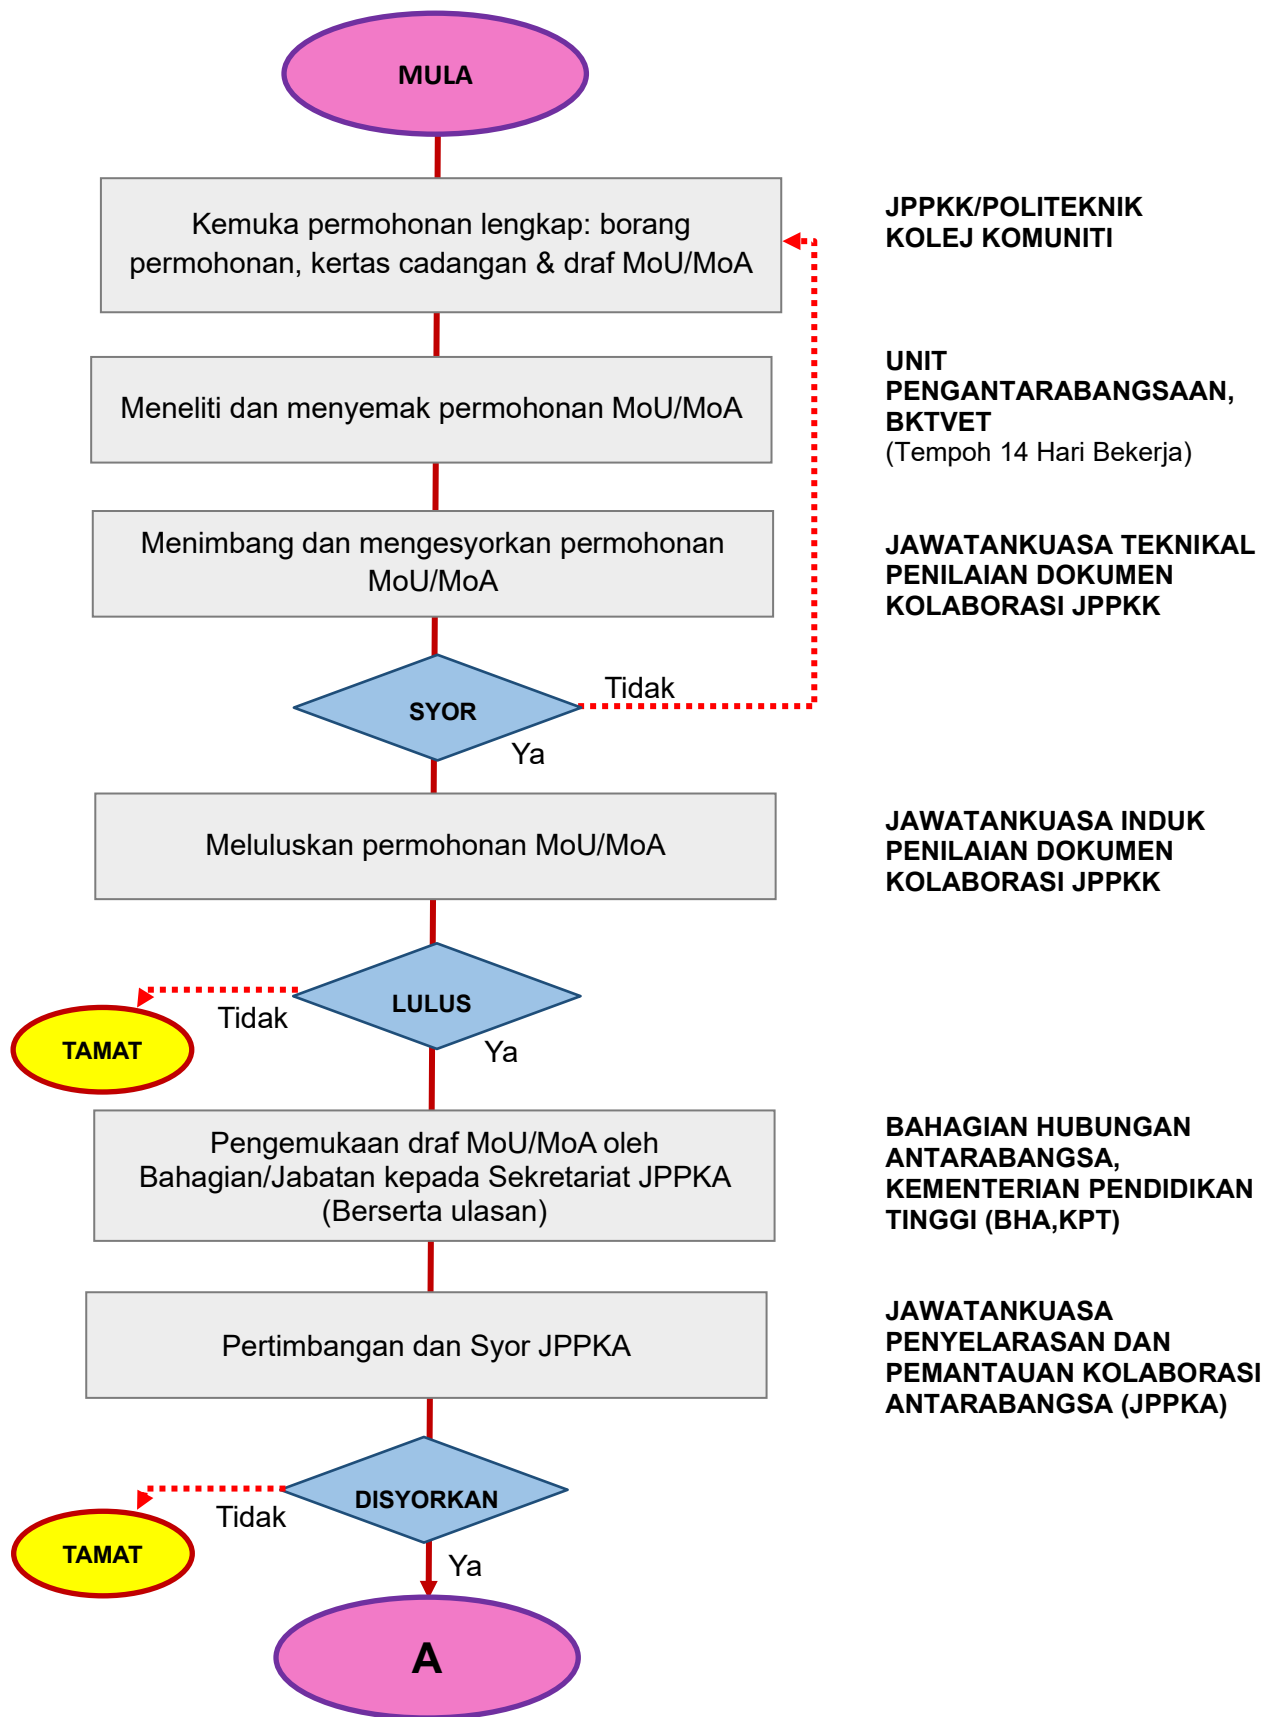 MULA
Kemuka permohonan lengkap: borang
permohonan, kertas cadangan & draf MoU/MoA
JPPKK/POLITEKNIK
KOLEJ KOMUNITI
Meneliti dan menyemak permohonan MoU/MoA
UNIT
PENGANTARABANGSAAN,
BKTVET
(Tempoh 14 Hari Bekerja)
Menimbang dan mengesyorkan permohonan
MoU/MoA
JAWATANKUASA TEKNIKAL
PENILAIAN DOKUMEN
KOLABORASI JPPKK
SYOR
Tidak
Ya
Meluluskan permohonan MoU/MoA
JAWATANKUASA INDUK
PENILAIAN DOKUMEN
KOLABORASI JPPKK
LULUS
Tidak
TAMAT
Ya
Pengemukaan draf MoU/MoA oleh
Bahagian/Jabatan kepada Sekretariat JPPKA
(Berserta ulasan)
BAHAGIAN HUBUNGAN
ANTARABANGSA,
KEMENTERIAN PENDIDIKAN
TINGGI (BHA,KPT)
Pertimbangan dan Syor JPPKA
JAWATANKUASA
PENYELARASAN DAN
PEMANTAUAN KOLABORASI
ANTARABANGSA (JPPKA)
DISYORKAN
Tidak
TAMAT
Ya
A